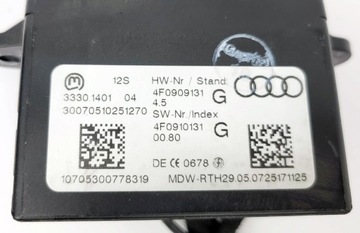 12S HW-Nr / Stand
3330.1401 04 4F0909131 G
30070510251270 4.5
SW-Nr /Index
4F0910131 G
00.80
DE CE 0678
10705300778319 MDW-RTH29.05.0725171125